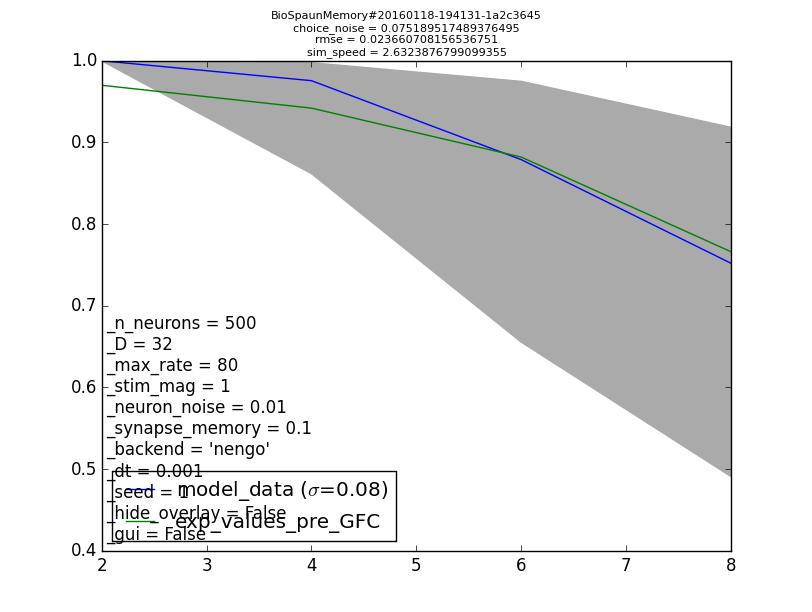 BioSpaunMemory#20160118-194131-1a2c3645
choice_noise = 0.075189517489376495
rmse = 0.023660708156536751
sim_speed = 2.6323876799099355
1.0
0.9
0.8
0.7
0.6
0.5
0.4
_n_neurons = 500
_D = 32
_max_rate = 80
_stim_mag = 1
_neuron_noise = 0.01
_synapse_memory = 0.1
_backend = 'nengo'
_dt = 0.001
_seed = 1
_hide_overlay = False
_gui = False
model_data (σ=0.08)
exp_values_pre_GFC
2 3 4 5 6 7 8